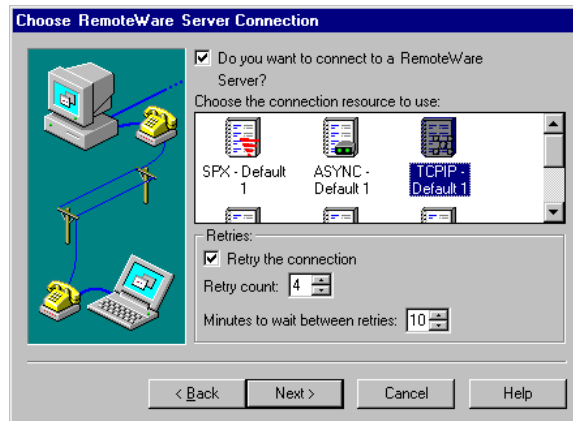 Choose RemoteWare Server Connection
Do you want to connect to a RemoteWare
Server?
Choose the connection resource to use:
SPX - Default
1
ASYNC -
Default 1
TCPIP -
Default 1
Retries:
Retry the connection
Retry count: 4
Minutes to wait between retries: 10
< Back
Next >
Cancel
Help